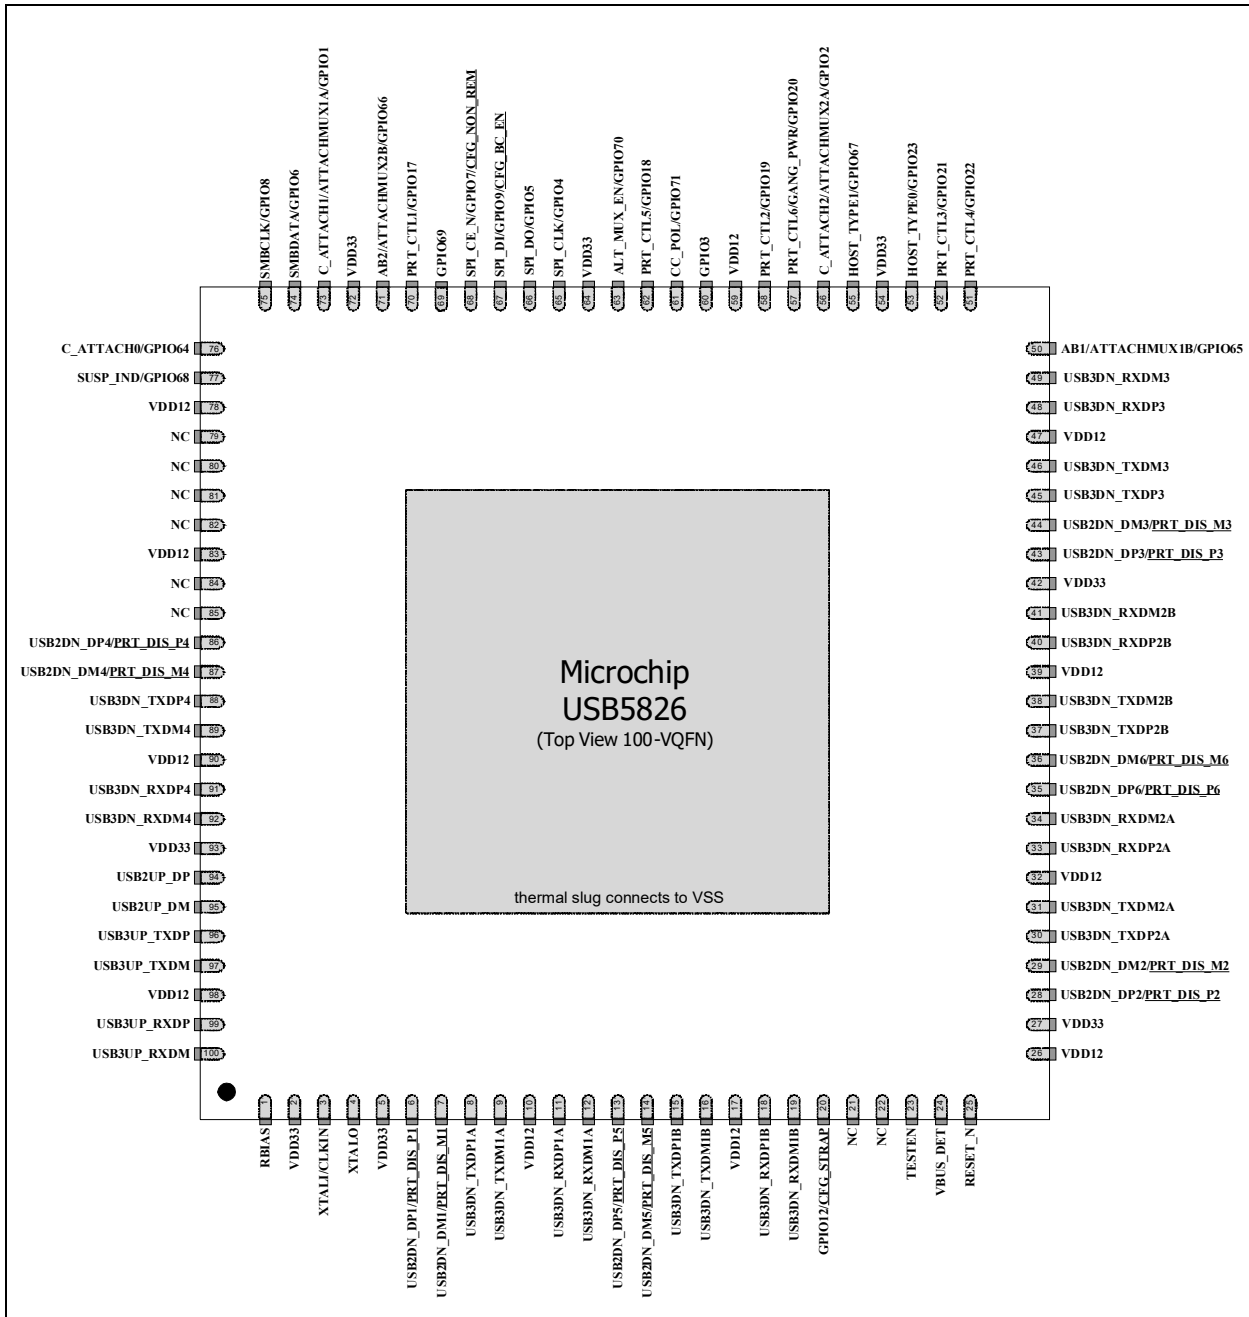 SMBCLK/GPIO8
SMBDATA/GPIO6
C_ATTACH1/ATTACHMUX1A/GPIO1
VDD33
AB2/ATTACHMUX2B/GPIO66
PRT_CTL1/GPIO17
GPIO69
SPI_CE_N/GPIO7/CFG_NON_REM
SPI_DI/GPIO9/CFG_BC_EN
SPI_DO/GPIO5
SPI_CLK/GPIO4
VDD33
ALT_MUX_EN/GPIO70
PRT_CTL5/GPIO18
CC_POL/GPIO71
GPIO3
VDD12
PRT_CTL2/GPIO19
PRT_CTL6/GANG_PWR/GPIO20
C_ATTACH2/ATTACHMUX2A/GPIO2
HOST_TYPE1/GPIO67
VDD33
HOST_TYPE0/GPIO23
PRT_CTL3/GPIO21
PRT_CTL4/GPIO22
75
74
73
72
71
70
69
68
67
66
65
64
63
62
61
60
59
58
57
56
55
54
53
52
51
C_ATTACH0/GPIO64 76
SUSP_IND/GPIO68 77
VDD12 78
NC 79
NC 80
NC 81
NC 82
VDD12 83
NC 84
NC 85
USB2DN_DP4/PRT_DIS_P4 86
USB2DN_DM4/PRT_DIS_M4 87
USB3DN_TXDP4 88
USB3DN_TXDM4 89
VDD12 90
USB3DN_RXDP4 91
USB3DN_RXDM4 92
VDD33 93
USB2UP_DP 94
USB2UP_DM 95
USB3UP_TXDP 96
USB3UP_TXDM 97
VDD12 98
USB3UP_RXDP 99
USB3UP_RXDM 100
Microchip
USB5826
(Top View 100-VQFN)
thermal slug connects to VSS
50 AB1/ATTACHMUX1B/GPIO65
49 USB3DN_RXDM3
48 USB3DN_RXDP3
47 VDD12
46 USB3DN_TXDM3
45 USB3DN_TXDP3
44 USB2DN_DM3/PRT_DIS_M3
43 USB2DN_DP3/PRT_DIS_P3
42 VDD33
41 USB3DN_RXDM2B
40 USB3DN_RXDP2B
39 VDD12
38 USB3DN_TXDM2B
37 USB3DN_TXDP2B
36 USB2DN_DM6/PRT_DIS_M6
35 USB2DN_DP6/PRT_DIS_P6
34 USB3DN_RXDM2A
33 USB3DN_RXDP2A
32 VDD12
31 USB3DN_TXDM2A
30 USB3DN_TXDP2A
29 USB2DN_DM2/PRT_DIS_M2
28 USB2DN_DP2/PRT_DIS_P2
27 VDD33
26 VDD12
1
2
3
4
5
6
7
8
9
10
11
12
13
14
15
16
17
18
19
20
21
22
23
24
25
RBIAS
VDD33
XTALI/CLKIN
XTALO
VDD33
USB2DN_DP1/PRT_DIS_P1
USB2DN_DM1/PRT_DIS_M1
USB3DN_TXDP1A
USB3DN_TXDM1A
VDD12
USB3DN_RXDP1A
USB3DN_RXDM1A
USB2DN_DP5/PRT_DIS_P5
USB2DN_DM5/PRT_DIS_M5
USB3DN_TXDP1B
USB3DN_TXDM1B
VDD12
USB3DN_RXDP1B
USB3DN_RXDM1B
GPIO12/CFG_STRAP
NC
NC
TESTEN
VBUS_DET
RESET_N